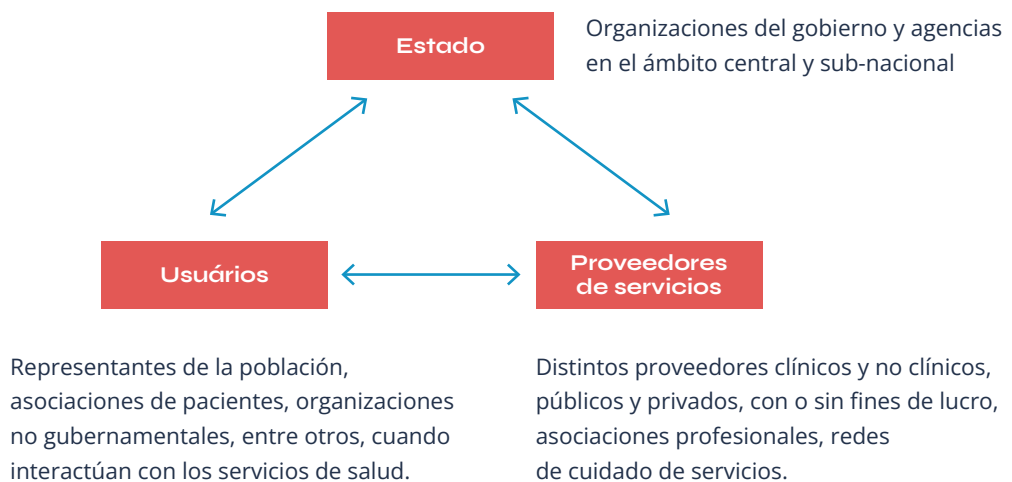 Estado
Organizaciones del gobierno y agencias
en el ámbito central y sub-nacional
Usuários
Proveedores
de servicios
Representantes de la población,
asociaciones de pacientes, organizaciones
no gubernamentales, entre otros, cuando
interactúan con los servicios de salud.
Distintos proveedores clínicos y no clínicos,
públicos y privados, con o sin fines de lucro,
asociaciones profesionales, redes
de cuidado de servicios.